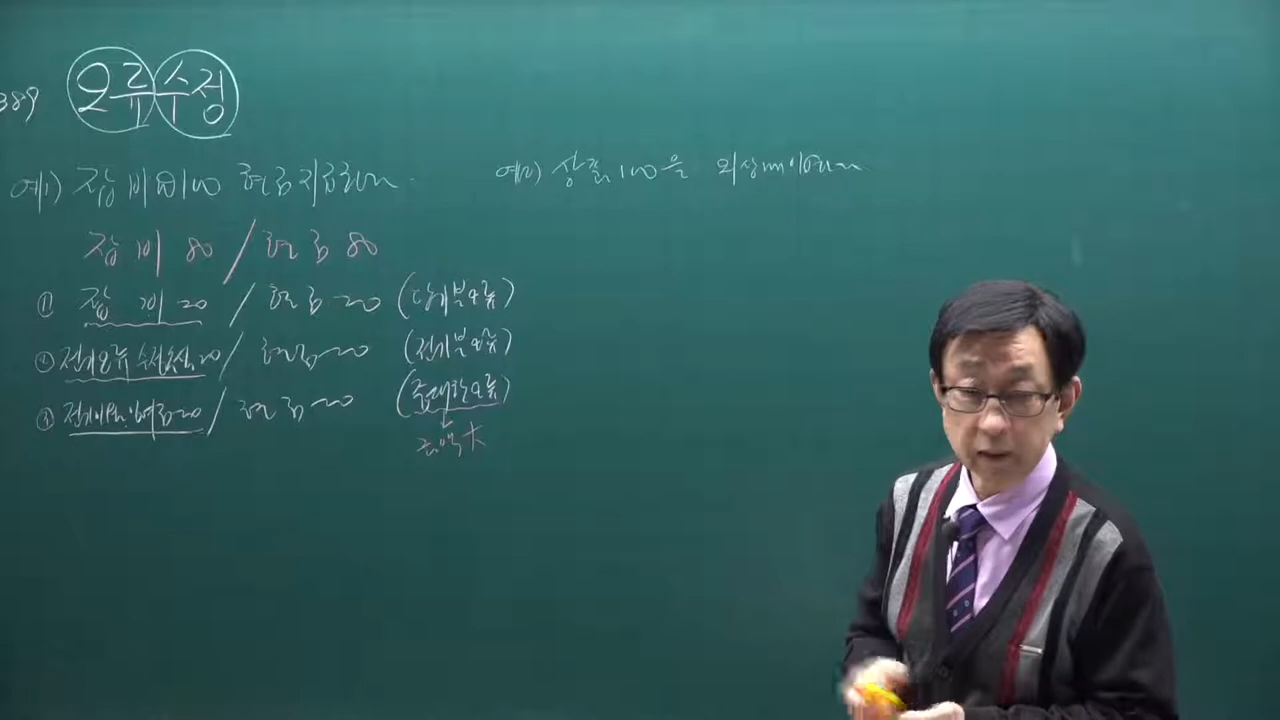 389 오류수정
예1) 잡비 100 현금지급
잡비 80 / 현금 80
① 잡비 20 / 현금 20 (당기분 오류)
② 전기오류수정손실 20 / 현금 20 (전기분 오류)
③ 전기이월이익잉여금 20 / 현금 20 (중대한 오류)
금액大
예2) 상품 100을 외상매입